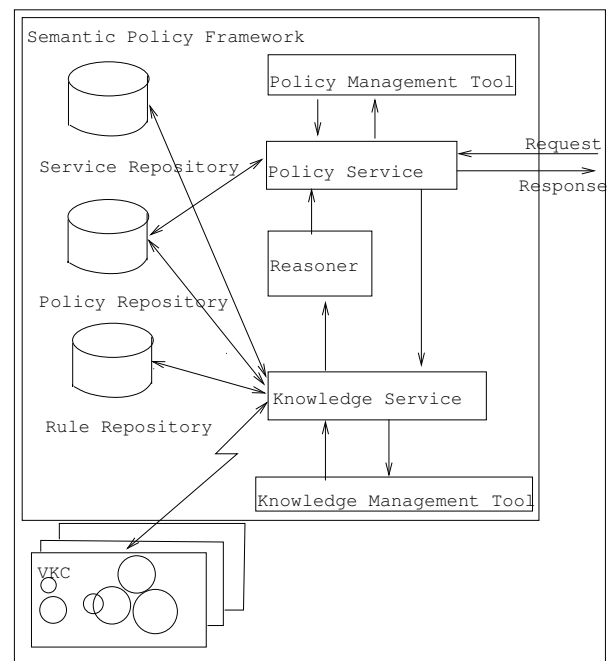 Semantic Policy Framework
Policy Management Tool
Request
Service Repository
Policy Service
Response
Reasoner
Policy Repository
Knowledge Service
Rule Repository
Knowledge Management Tool
VKC